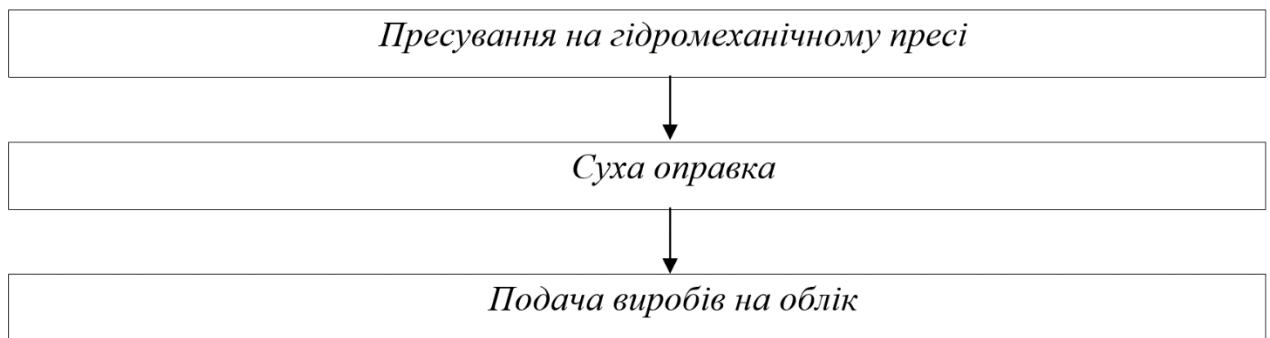 Пресування на гідромеханічному пресі
Суха оправка
Подача виробів на облік